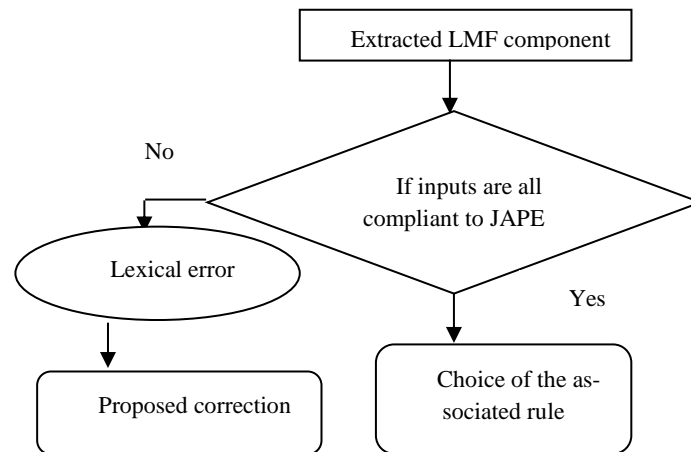 Extracted LMF component
No
If inputs are all
compliant to JAPE
Lexical error
Yes
Proposed correction
Choice of the as-
sociated rule